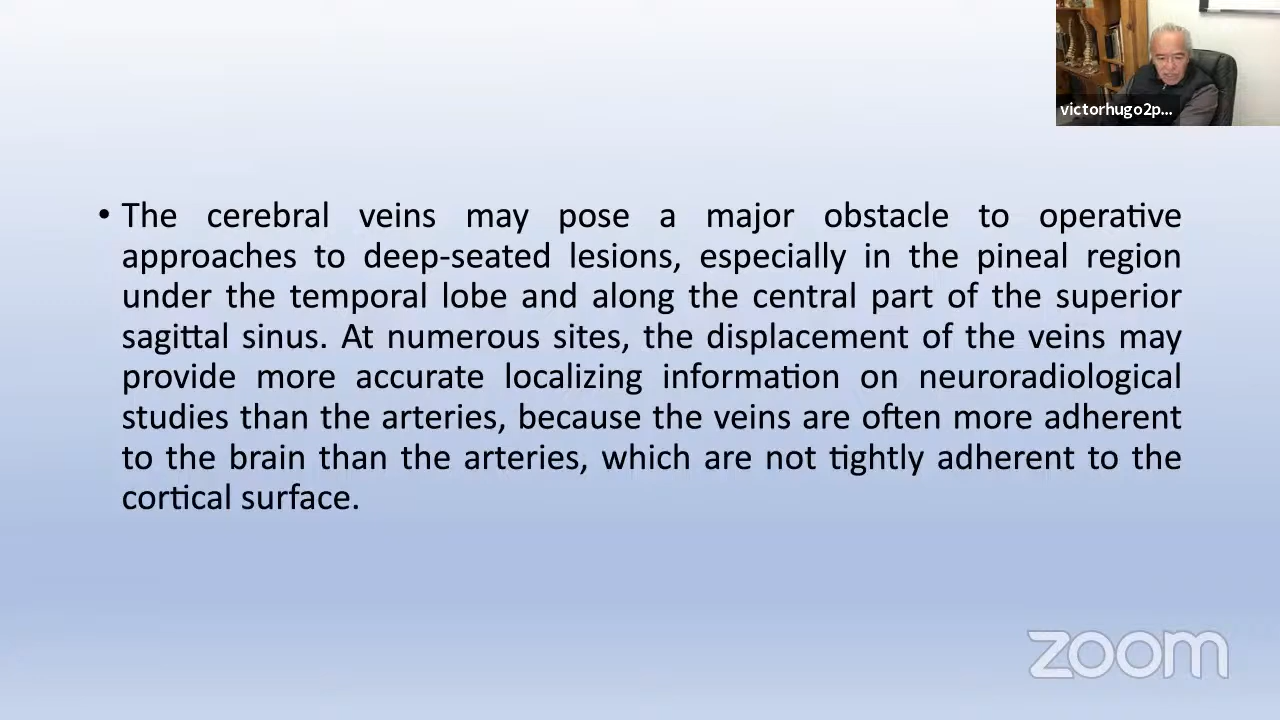 victorhugo2p...
• The cerebral veins may pose a major obstacle to operative
approaches to deep-seated lesions, especially in the pineal region
under the temporal lobe and along the central part of the superior
sagittal sinus. At numerous sites, the displacement of the veins may
provide more accurate localizing information on neuroradiological
studies than the arteries, because the veins are often more adherent
to the brain than the arteries, which are not tightly adherent to the
cortical surface.
zoom